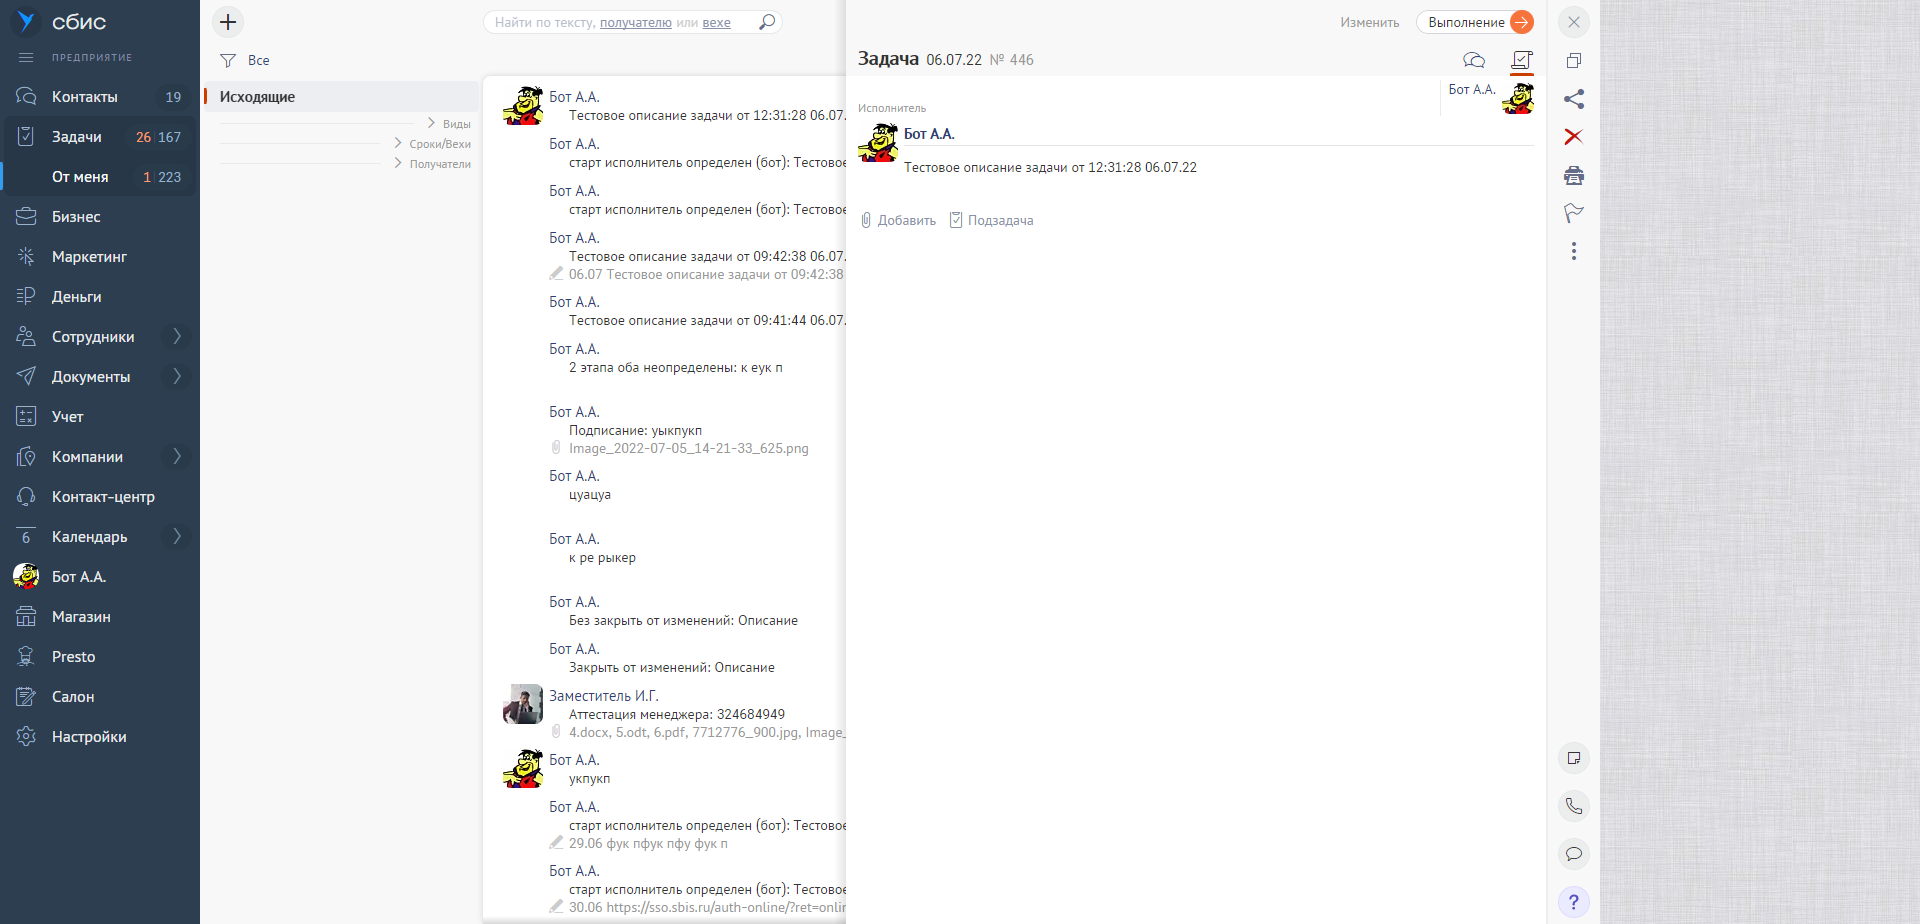 сбис
ПРЕДПРИЯТИЕ
Контакты 19
Задачи 26 167
От меня 1 223
Бизнес
Маркетинг
Деньги
Сотрудники
Документы
Учет
Компании
Контакт-центр
6 Календарь
Бот А.А.
Магазин
Presto
Салон
Настройки
Найти по тексту, получателю или вехе
Все
Исходящие
Виды
Сроки/Вехи
Получатели
Бот А.А.
Тестовое описание задачи от 12:31:28 06.07.
Бот А.А.
старт исполнитель определен (бот): Тестовое
Бот А.А.
старт исполнитель определен (бот): Тестовое
Бот А.А.
Тестовое описание задачи от 09:42:38 06.07.
06.07 Тестовое описание задачи от 09:42:38
Бот А.А.
Тестовое описание задачи от 09:41:44 06.07.
Бот А.А.
2 этапа оба неопределены: к еук п
Бот А.А.
Подписание: уыкпукп
Image_2022-07-05_14-21-33_625.png
Бот А.А.
цуацуа
Бот А.А.
к ре рыкер
Бот А.А.
Без закрыть от изменений: Описание
Бот А.А.
Закрыть от изменений: Описание
Заместитель И.Г.
Аттестация менеджера: 324684949
4.docx, 5.odt, 6.pdf, 7712776_900.jpg, Image_
Бот А.А.
укпукп
Бот А.А.
старт исполнитель определен (бот): Тестовое
29.06 фук пфук пфу фук п
Бот А.А.
старт исполнитель определен (бот): Тестовое
30.06 https://sso.sbis.ru/auth-online/?ret=onlin
Изменить Выполнение
Задача 06.07.22 № 446
Бот А.А.
Исполнитель
Бот А.А.
Тестовое описание задачи от 12:31:28 06.07.22
Добавить Подзадача
?